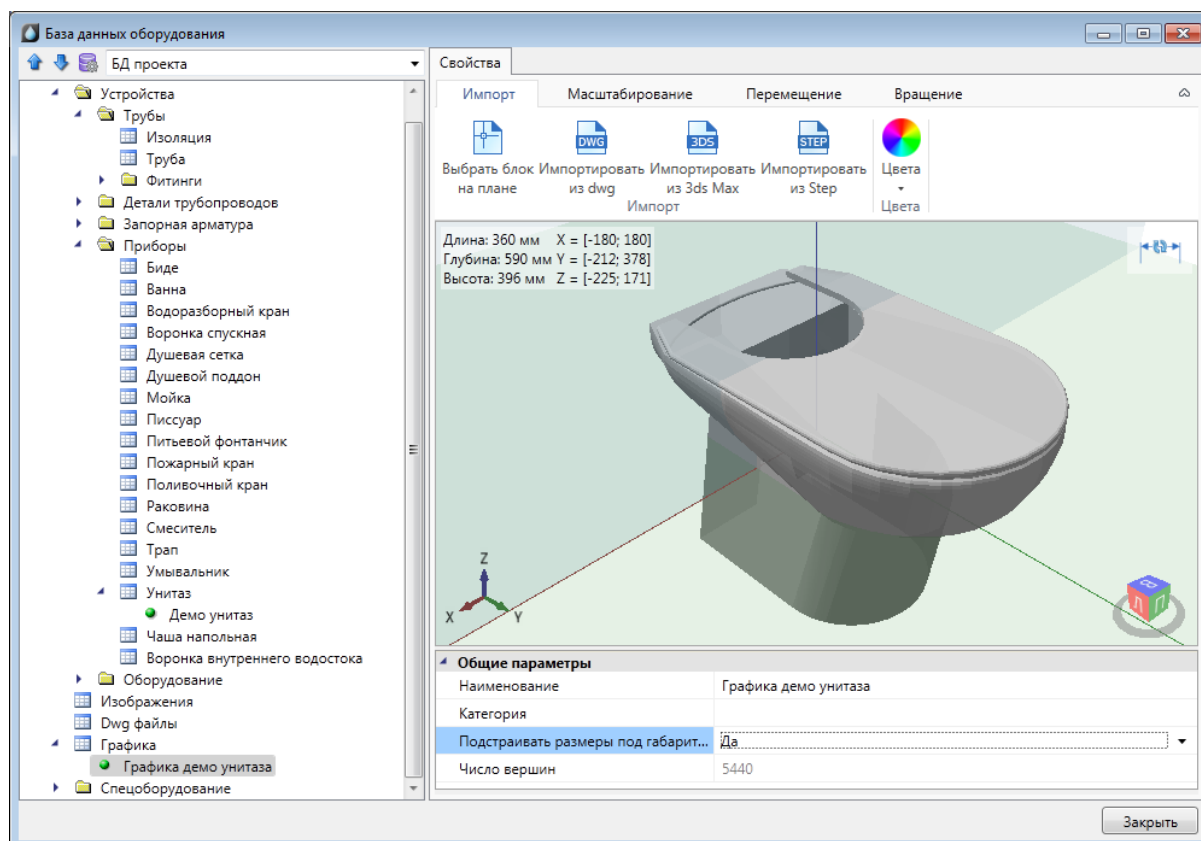 База данных оборудования
БД проекта
Устройства
Трубы
Изоляция
Труба
Фитинги
Детали трубопроводов
Запорная арматура
Приборы
Биде
Ванна
Водоразборный кран
Воронка спускная
Душевая сетка
Душевой поддон
Мойка
Писсуар
Питьевой фонтанчик
Пожарный кран
Поливочный кран
Раковина
Смеситель
Трап
Умывальник
Унитаз
Демо унитаз
Чаша напольная
Воронка внутреннего водостока
Оборудование
Изображения
Dwg файлы
Графика
Графика демо унитаза
Спецоборудование
Свойства
Импорт Масштабирование Перемещение Вращение
DWG 3DS STEP
Выбрать блок Импортировать Импортировать Импортировать Цвета
на плане из dwg из 3ds Max из Step
Импорт Цвета
Длина: 360 мм X = [-180; 180]
Глубина: 590 мм Y = [-212; 378]
Высота: 396 мм Z = [-225; 171]
Z
X Y
В
Л П
Общие параметры
Наименование Графика демо унитаза
Категория
Подстраивать размеры под габарит... Да
Число вершин 5440
Закрыть